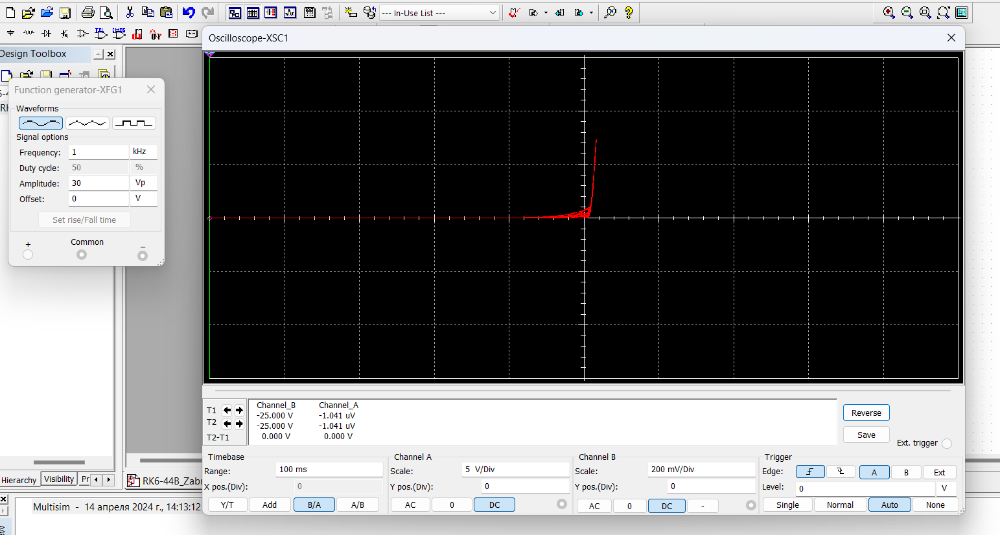 --- In-Use List ---
Design Toolbox
Oscilloscope-XSC1
Function generator-XFG1
Waveforms
Signal options
Frequency: 1 kHz
Duty cycle: 50 %
Amplitude: 30 Vp
Offset: 0 V
Set rise/Fall time
+ Common –
T1
T2
T2-T1
Channel_B Channel_A
-25.000 V -1.041 uV
-25.000 V -1.041 uV
0.000 V 0.000 V
Reverse
Save
Ext. trigger
Timebase
Range: 100 ms
X pos.(Div): 0
Y/T Add B/A A/B
Channel A
Scale: 5 V/Div
Y pos.(Div): 0
AC 0 DC
Channel B
Scale: 200 mV/Div
Y pos.(Div): 0
AC 0 DC -
Trigger
Edge: A B Ext
Level: 0 V
Single Normal Auto None
Hierarchy Visibility Pr
RK6-44B_Zabr
Multisim - 14 апреля 2024 г., 14:13:12